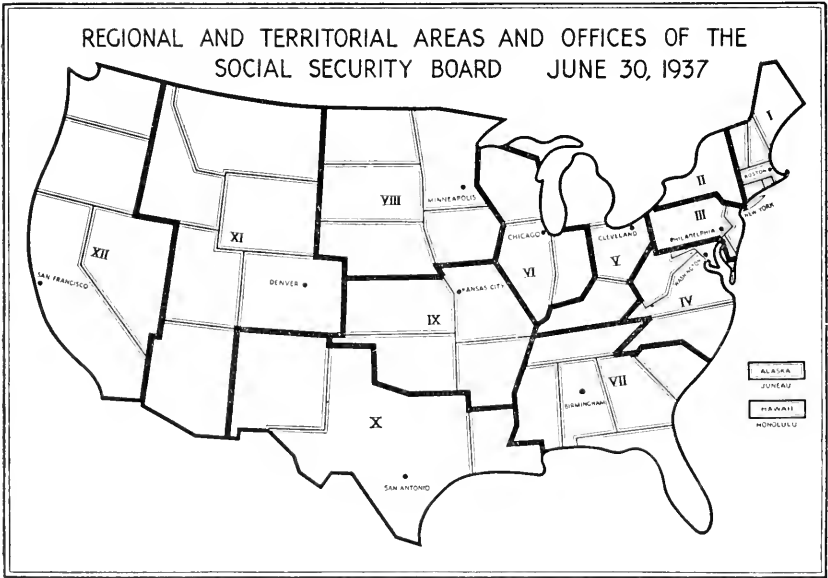 REGIONAL AND TERRITORIAL AREAS AND OFFICES OF THE
SOCIAL SECURITY BOARD JUNE 30, 1937
I
BOSTON
II
NEW YORK
III
PHILADELPHIA
VIII
MINNEAPOLIS
CHICAGO
CLEVELAND
V
VI
WASHINGTON
IV
XI
XII
SAN FRANCISCO
DENVER
KANSAS CITY
IX
VII
BIRMINGHAM
X
SAN ANTONIO
ALASKA
JUNEAU
HAWAII
HONOLULU